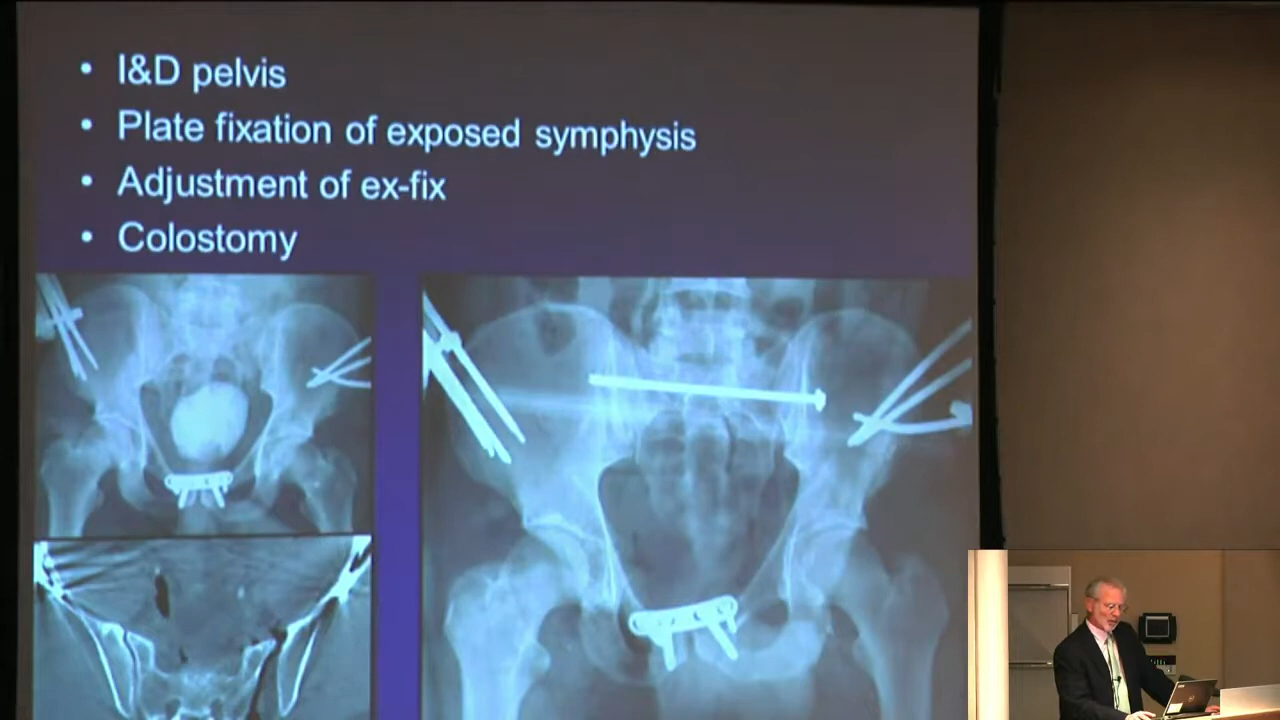 • I&D pelvis
• Plate fixation of exposed symphysis
• Adjustment of ex-fix
• Colostomy